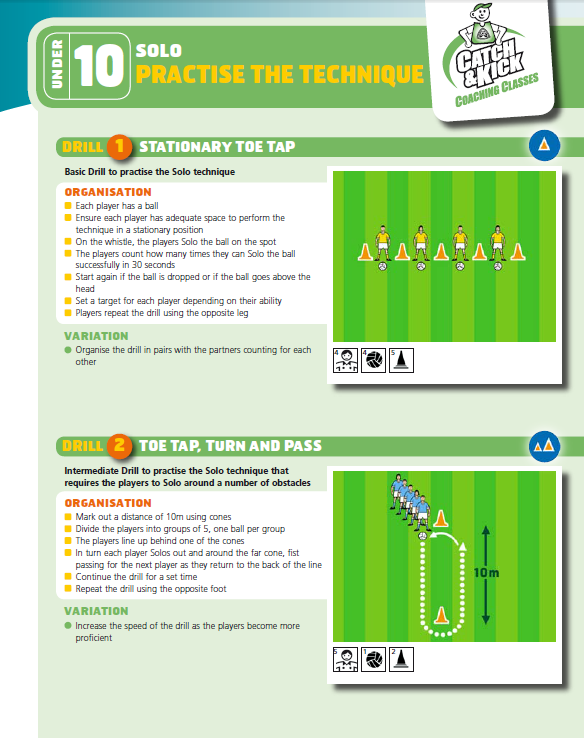 UNDER
10
SOLO
PRACTISE THE TECHNIQUE
CATCH
&KICK
COACHING CLASSES
DRILL 1 STATIONARY TOE TAP
Basic Drill to practise the Solo technique
ORGANISATION
Each player has a ball
Ensure each player has adequate space to perform the
technique in a stationary position
On the whistle, the players Solo the ball on the spot
The players count how many times they can Solo the ball
successfully in 30 seconds
Start again if the ball is dropped or if the ball goes above the
head
Set a target for each player depending on their ability
Players repeat the drill using the opposite leg
VARIATION
Organise the drill in pairs with the partners counting for each
other
4 4 5
DRILL 2 TOE TAP, TURN AND PASS
Intermediate Drill to practise the Solo technique that
requires the players to Solo around a number of obstacles
ORGANISATION
Mark out a distance of 10m using cones
Divide the players into groups of 5, one ball per group
The players line up behind one of the cones
In turn each player Solos out and around the far cone, fist
passing for the next player as they return to the back of the line
Continue the drill for a set time
Repeat the drill using the opposite foot
VARIATION
Increase the speed of the drill as the players become more
proficient
10m
5 1 2